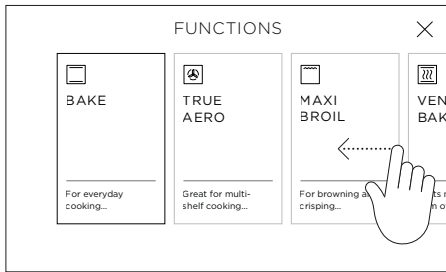 FUNCTIONS
BAKE
For everyday
cooking...
TRUE
AERO
Great for multi-
shelf cooking...
MAXI
BROIL
For browning
crisping...